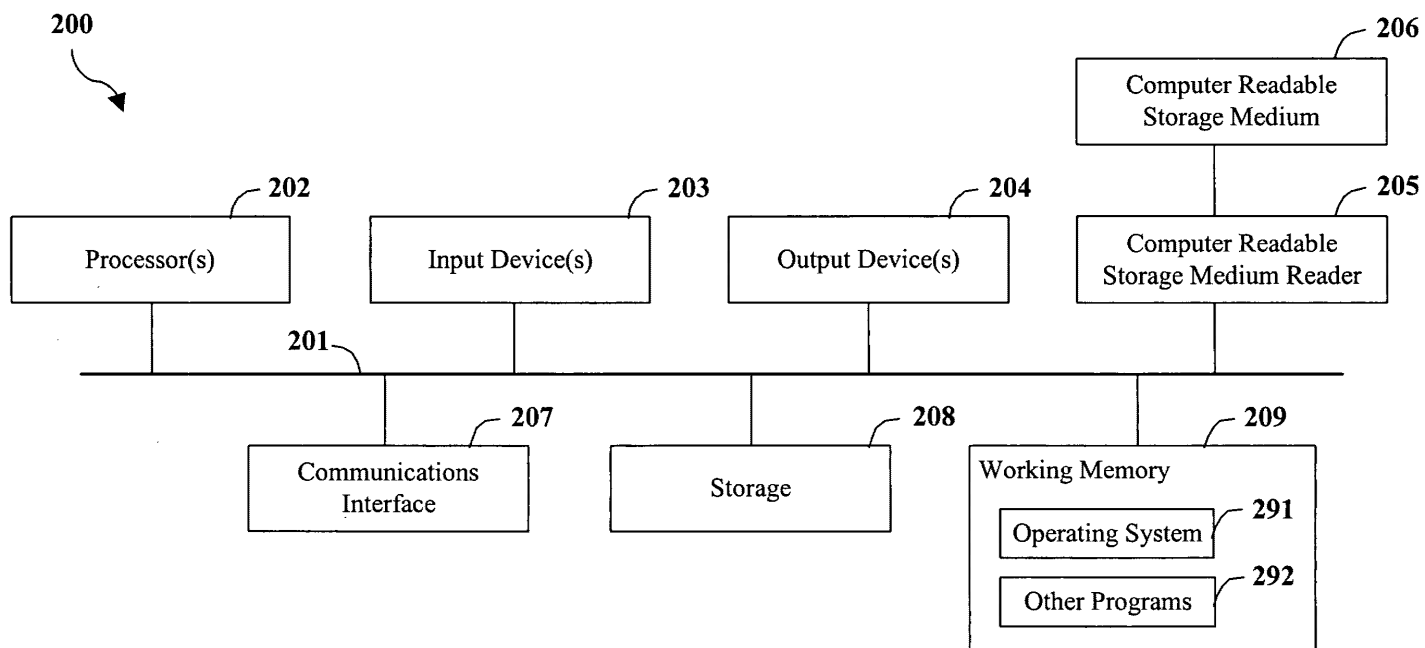 200
206
Computer Readable
Storage Medium
202
203
204
205
Processor(s)
Input Device(s)
Output Device(s)
Computer Readable
Storage Medium Reader
201
207
208
209
Communications
Interface
Storage
Working Memory
291
Operating System
292
Other Programs